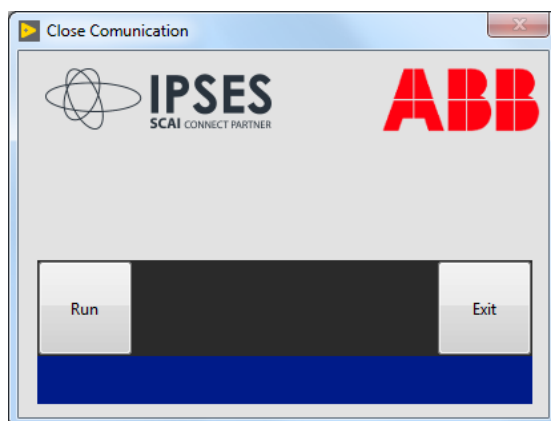 Close Comunication
IPSES
SCAI CONNECT PARTNER
ABB
Run
Exit